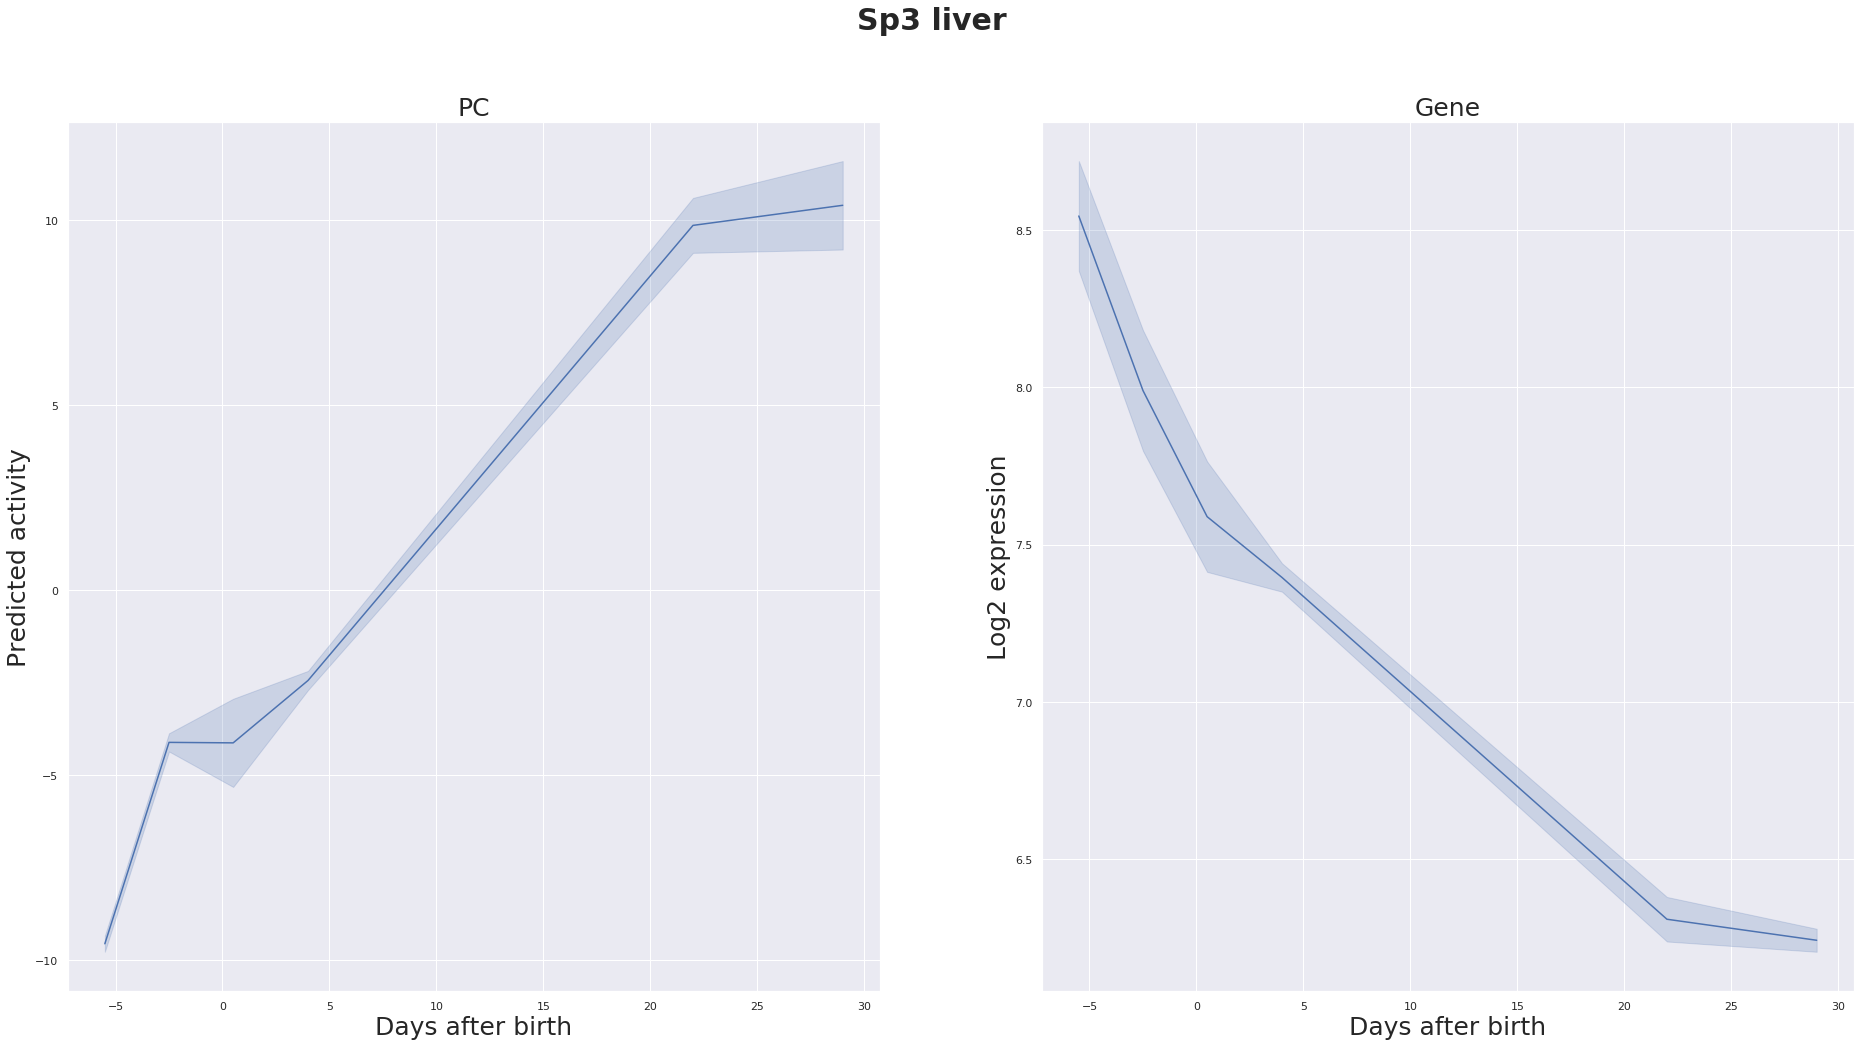 Sp3 liver
PC
Predicted activity
10
5
0
−5
−10
−5 0 5 10 15 20 25 30
Days after birth
Gene
Log2 expression
8.5
8.0
7.5
7.0
6.5
−5 0 5 10 15 20 25 30
Days after birth